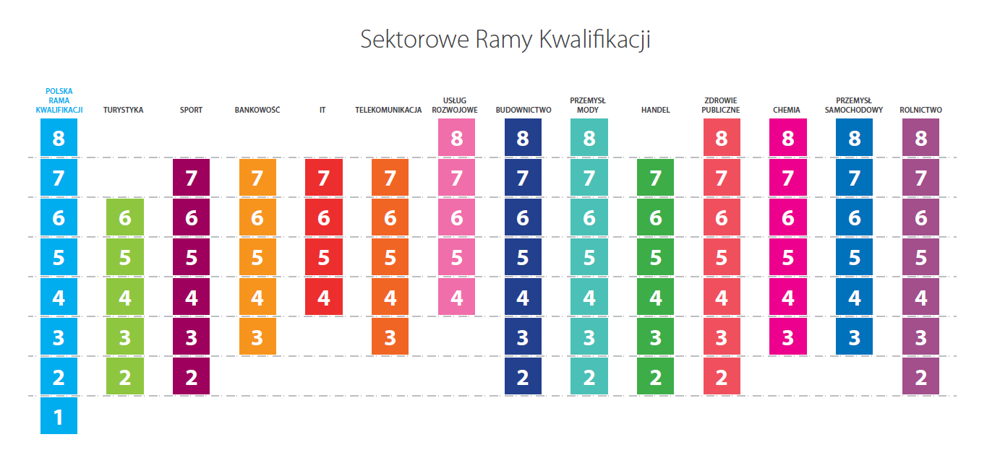 Sektorowe Ramy Kwalifikacji
POLSKA
RAMA
KWALIFIKACJI
TURYSTYKA
SPORT
BANKOWOŚĆ
IT
TELEKOMUNIKACJA
USŁUG
ROZWOJOWE
BUDOWNICTWO
PRZEMYSŁ
MODY
HANDEL
ZDROWIE
PUBLICZNE
CHEMIA
PRZEMYSŁ
SAMOCHODOWY
ROLNICTWO
8 8 8 8 8 8 8 8
7 7 7 7 7 7 7 7 7 7 7 7 7
6 6 6 6 6 6 6 6 6 6 6 6 6 6
5 5 5 5 5 5 5 5 5 5 5 5 5 5
4 4 4 4 4 4 4 4 4 4 4 4 4 4
3 3 3 3 3 3 3 3 3 3 3 3
2 2 2 2 2 2 2 2
1